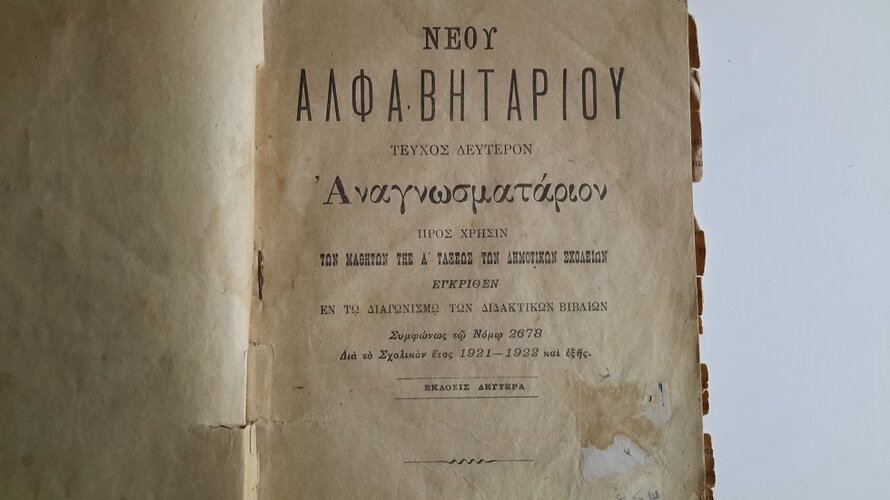 ΝΕΟΥ
ΑΛΦΑΒΗΤΑΡΙΟΥ
ΤΕΥΧΟΣ ΔΕΥΤΕΡΟΝ
Ἀναγνωσματάριον
ΠΡΟΣ ΧΡΗΣΙΝ
ΤΩΝ ΜΑΘΗΤΩΝ ΤΗΣ Α΄ ΤΑΞΕΩΣ ΤΩΝ ΔΗΜΟΤΙΚΩΝ ΣΧΟΛΕΙΩΝ
ΕΓΚΡΙΘΕΝ
ΕΝ ΤΩ ΔΙΑΓΩΝΙΣΜΩ ΤΩΝ ΔΙΔΑΚΤΙΚΩΝ ΒΙΒΛΙΩΝ
Συμφώνως τῷ Νόμῳ 2678
Διὰ τὸ Σχολικὸν ἔτος 1921—1922 καὶ ἑξῆς.
ΕΚΔΟΣΙΣ ΔΕΥΤΕΡΑ